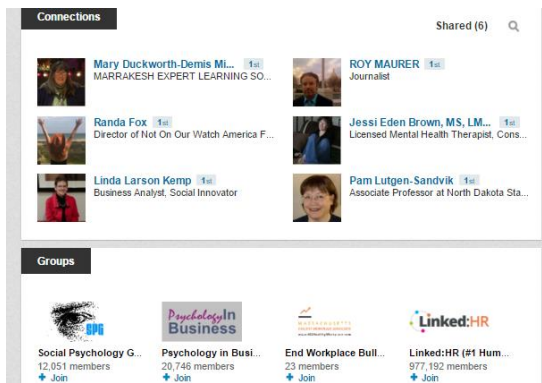 Connections
Shared (6)
Mary Duckworth-Demis Mi... 1st
MARRAKESH EXPERT LEARNING SO...
ROY MAURER 1st
Journalist
Randa Fox 1st
Director of Not On Our Watch America F...
Jessi Eden Brown, MS, LM... 1st
Licensed Mental Health Therapist, Cons...
Linda Larson Kemp 1st
Business Analyst, Social Innovator
Pam Lutgen-Sandvik 1st
Associate Professor at North Dakota Sta...
Groups
SPG
PsychologyIn
Business
MASSACHUSETTS
Linked:HR
Social Psychology G...
12,051 members
+ Join
Psychology in Busi...
20,746 members
+ Join
End Workplace Bull...
23 members
+ Join
Linked:HR (#1 Hum...
977,192 members
+ Join